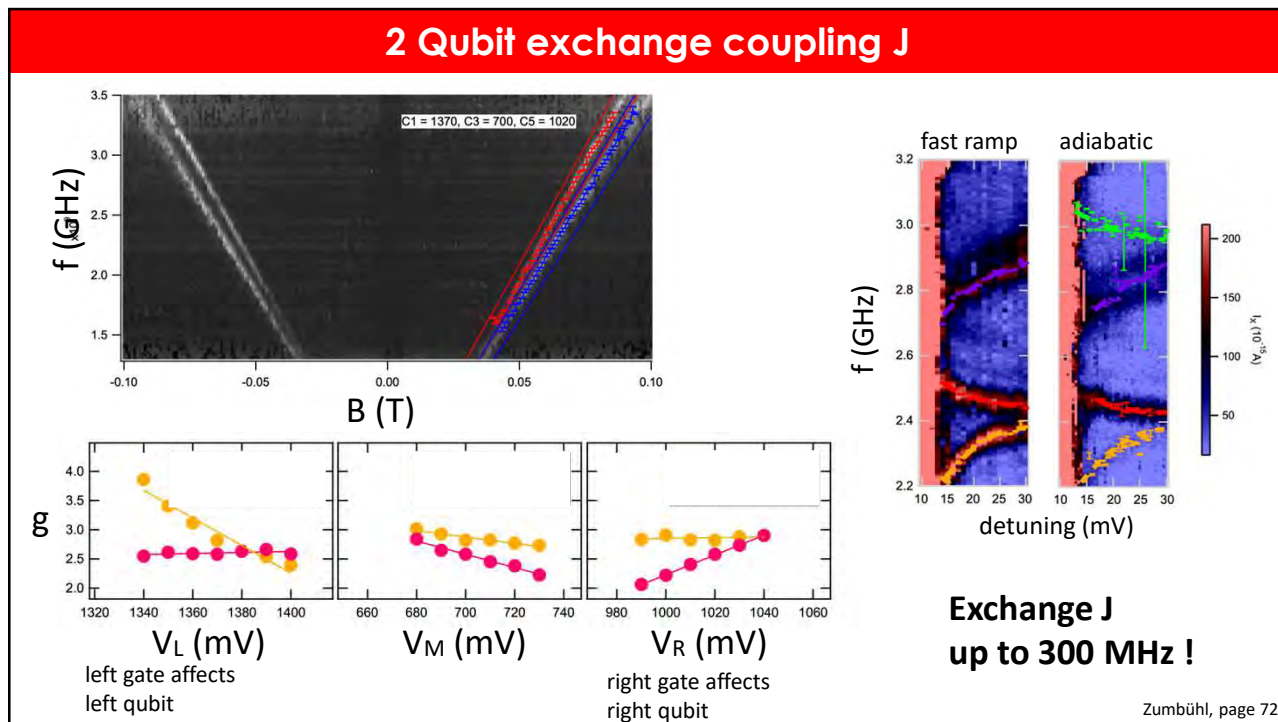 2 Qubit exchange coupling J
3.5
3.0
2.5
2.0
1.5
f (GHz)
C1 = 1370, C3 = 700, C5 = 1020
-0.10
-0.05
0.00
0.05
0.10
B (T)
fast ramp
adiabatic
3.2
3.0
2.8
2.6
2.4
2.2
f (GHz)
10 15 20 25 30
10 15 20 25 30
detuning (mV)
200
150
100
50
Ix (10-15A)
4.0
3.5
3.0
2.5
2.0
g
1320 1340 1360 1380 1400
660 680 700 720 740
980 1000 1020 1040 1060
VL (mV)
VM (mV)
VR (mV)
left gate affects
left qubit
right gate affects
right qubit
Exchange J
up to 300 MHz !
Zumbühl, page 72